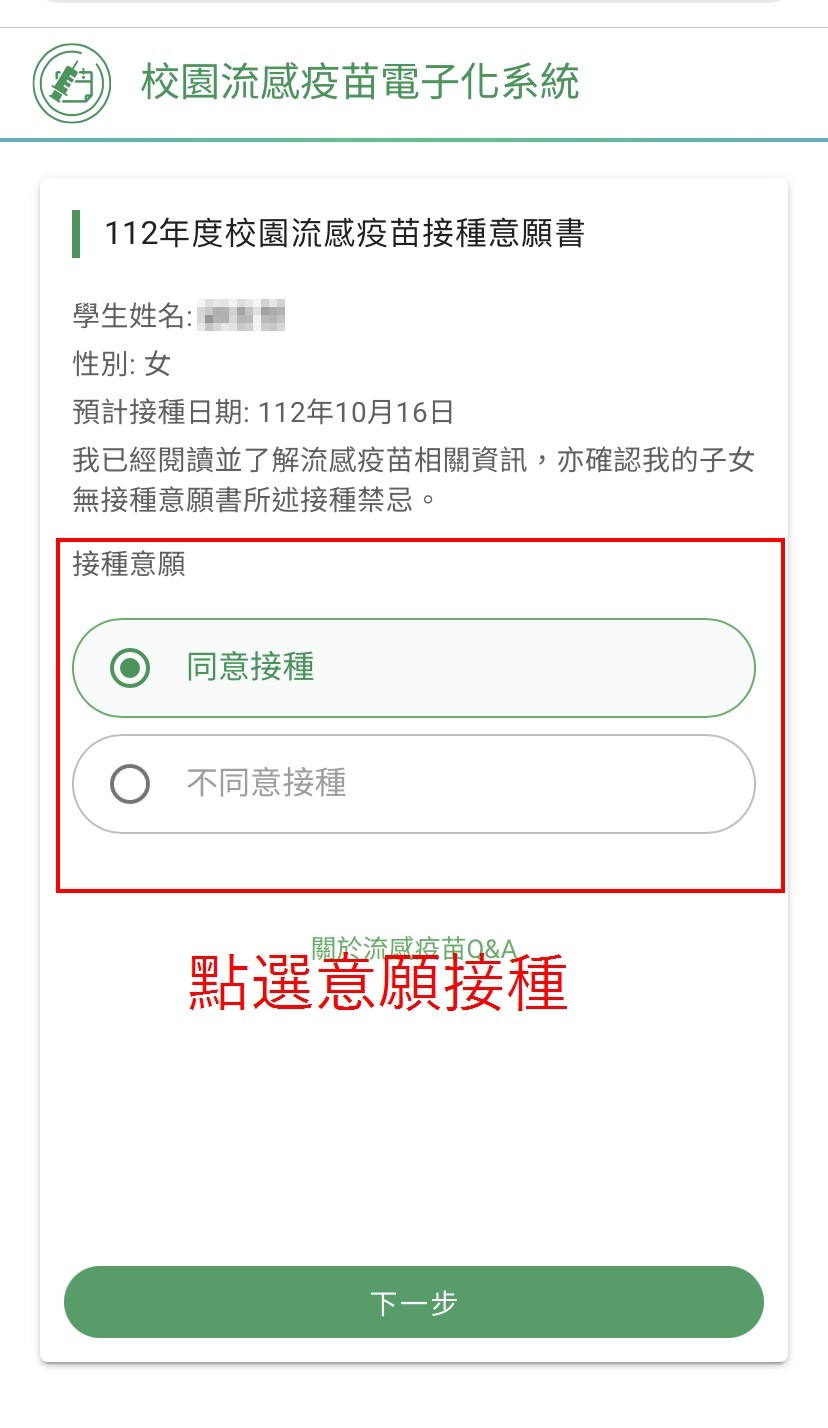 校園流感疫苗電子化系統
112年度校園流感疫苗接種意願書
學生姓名:
性別: 女
預計接種日期: 112年10月16日
我已經閱讀並了解流感疫苗相關資訊，亦確認我的子女
無接種意願書所述接種禁忌。
接種意願
同意接種
不同意接種
關於流感疫苗Q&A
點選意願接種
下一步